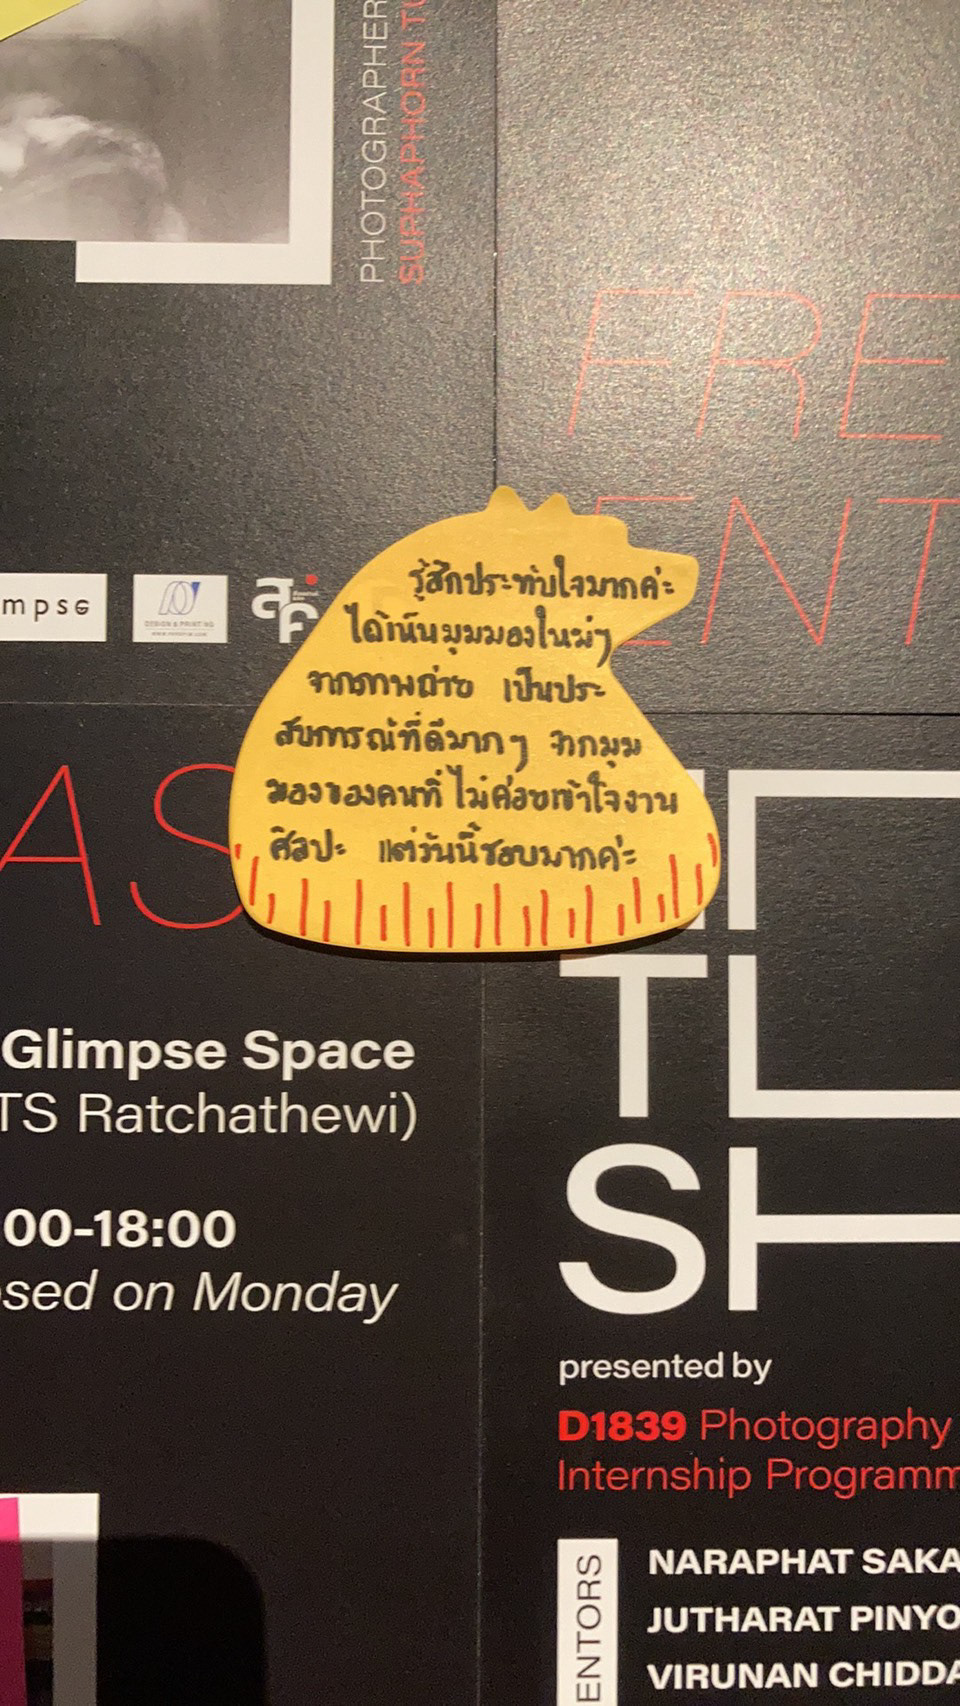 PHOTOGRAPHER
SUPHAPHORN
FRE
ENT
mpse
DESIGN & PRINTING
สค
รู้สึกประทับใจมากค่ะ
ได้เห็นมุมมองใหม่ๆ
จากภาพถ่าย เป็นประ
สบการณ์ที่ดีมากๆ จากมุม
มองของคนที่ไม่ค่อยเข้าใจงาน
ศิลปะ แต่วันนี้ชอบมากค่ะ
AS
Glimpse Space
TS Ratchathewi)
00-18:00
sed on Monday
T
S
presented by
D1839 Photography
Internship Programm
ENTORS
NARAPHAT SAKA
JUTHARAT PINYO
VIRUNAN CHIDDA